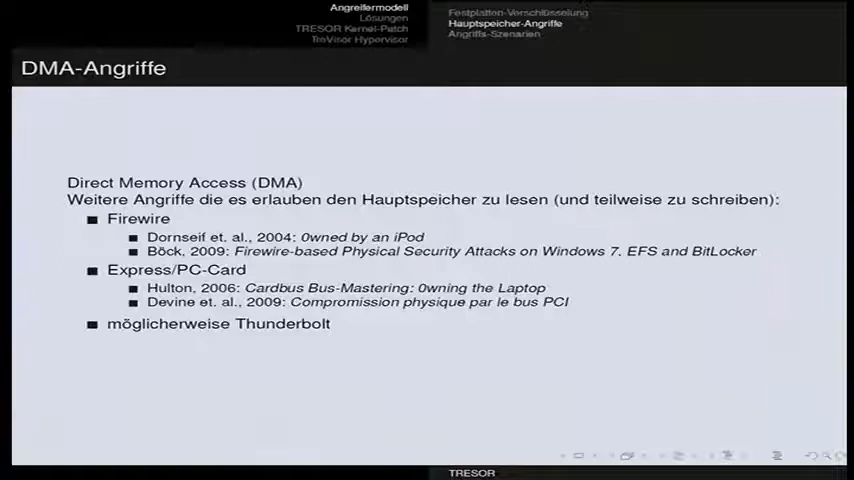 Angreifermodell
Lösungen
TRESOR Kernel-Patch
TreVisor Hypervisor
Festplatten-Verschlüsselung
Hauptspeicher-Angriffe
Angriffs-Szenarien
DMA-Angriffe
Direct Memory Access (DMA)
Weitere Angriffe die es erlauben den Hauptspeicher zu lesen (und teilweise zu schreiben):
Firewire
Dornseif et. al., 2004: 0wned by an iPod
Böck, 2009: Firewire-based Physical Security Attacks on Windows 7, EFS and BitLocker
Express/PC-Card
Hulton, 2006: Cardbus Bus-Mastering: 0wning the Laptop
Devine et. al., 2009: Compromission physique par le bus PCI
möglicherweise Thunderbolt
TRESOR